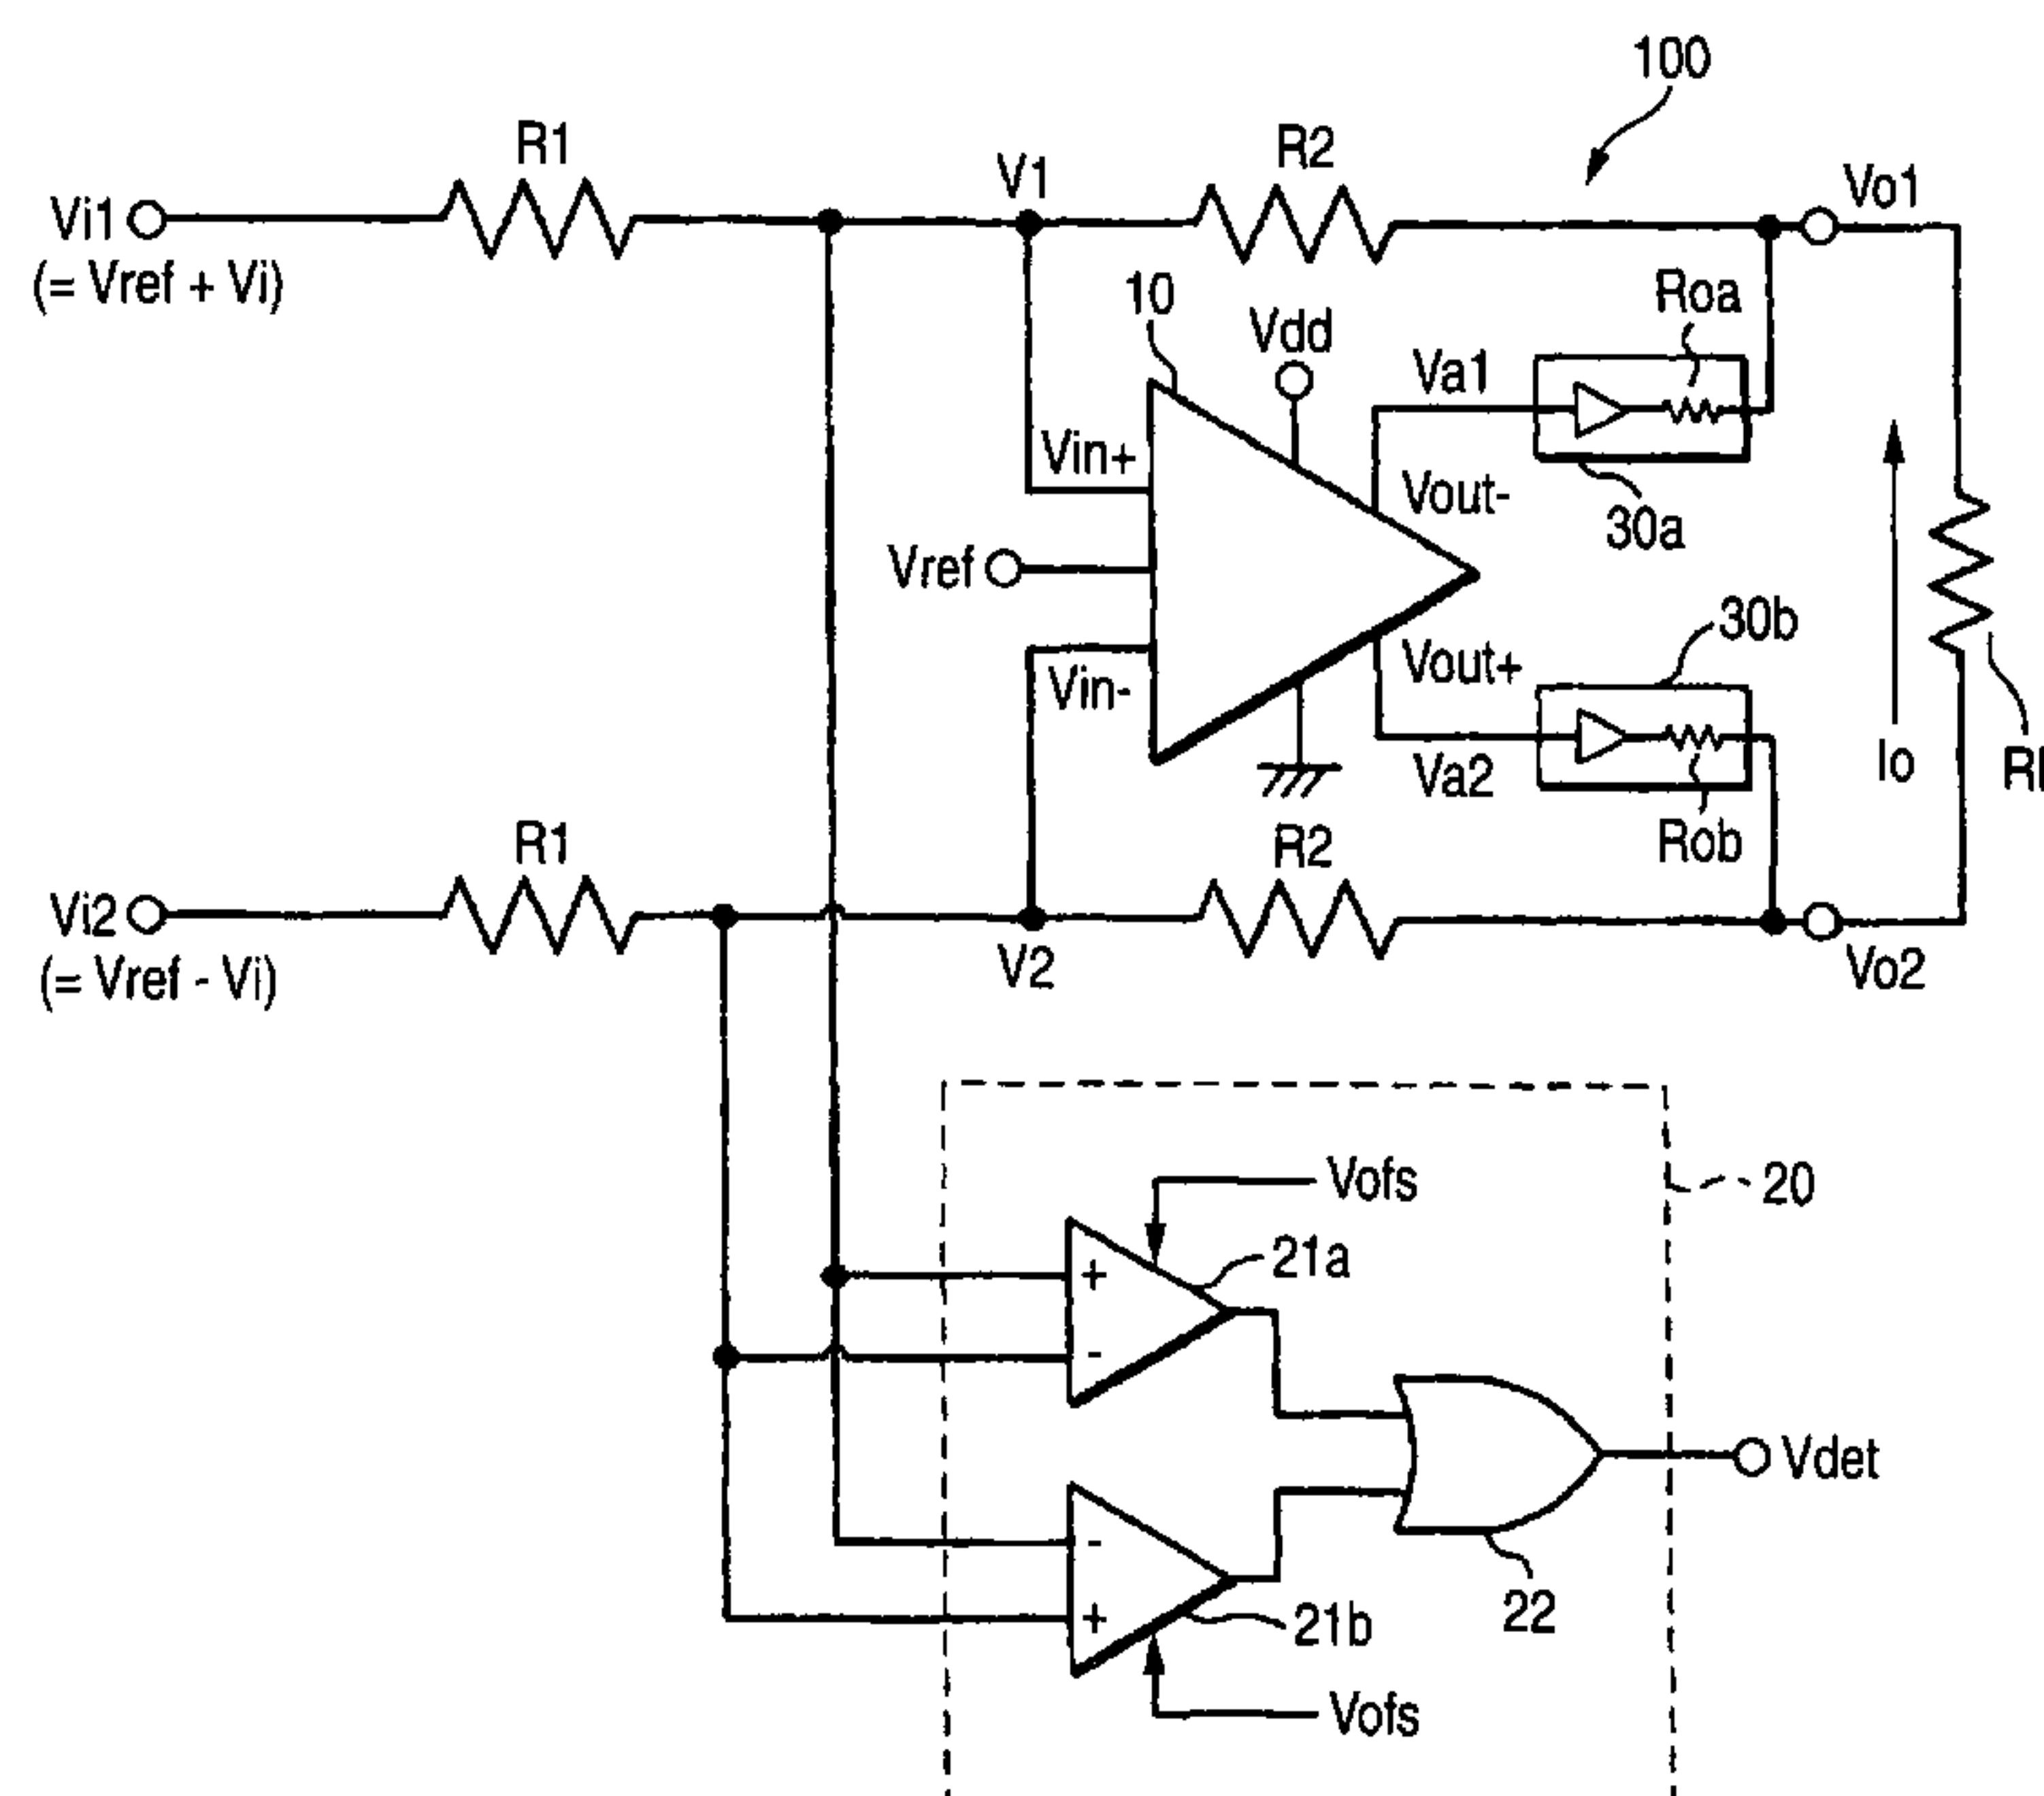 100
R1
R2
V1
Vo1
Vi1
(= Vref + Vi)
Roa
10
Vdd
Va1
Vin+
Vout-
30a
Vref
30b
Vout+
Vin-
Io
Va2
Rob
R1
R2
Vi2
(= Vref - Vi)
V2
Vo2
Vofs
20
21a
+
-
Vdet
-
+
21b
22
Vofs